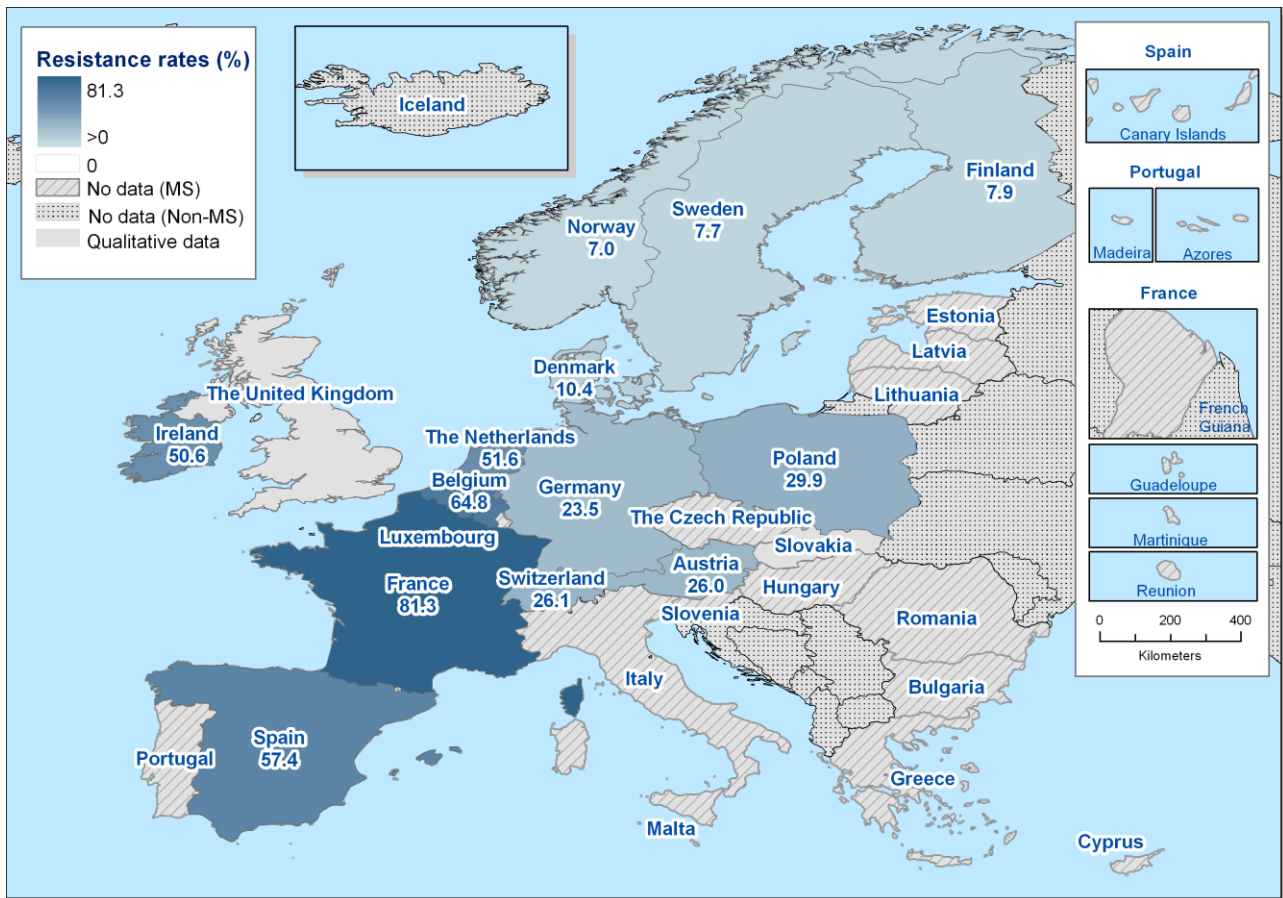 Resistance rates (%)
81.3
>0
0
No data (MS)
No data (Non-MS)
Qualitative data
Iceland
Norway
7.0
Sweden
7.7
Finland
7.9
Estonia
Latvia
Lithuania
Denmark
10.4
The United Kingdom
Ireland
50.6
The Netherlands
51.6
Belgium
64.8
Germany
23.5
Poland
29.9
The Czech Republic
Luxembourg
Slovakia
Austria
26.0
Switzerland
26.1
Hungary
France
81.3
Slovenia
Romania
Italy
Bulgaria
Spain
57.4
Portugal
Greece
Malta
Cyprus
Spain
Canary Islands
Portugal
Madeira
Azores
France
French
Guiana
Guadeloupe
Martinique
Reunion
0 200 400
Kilometers